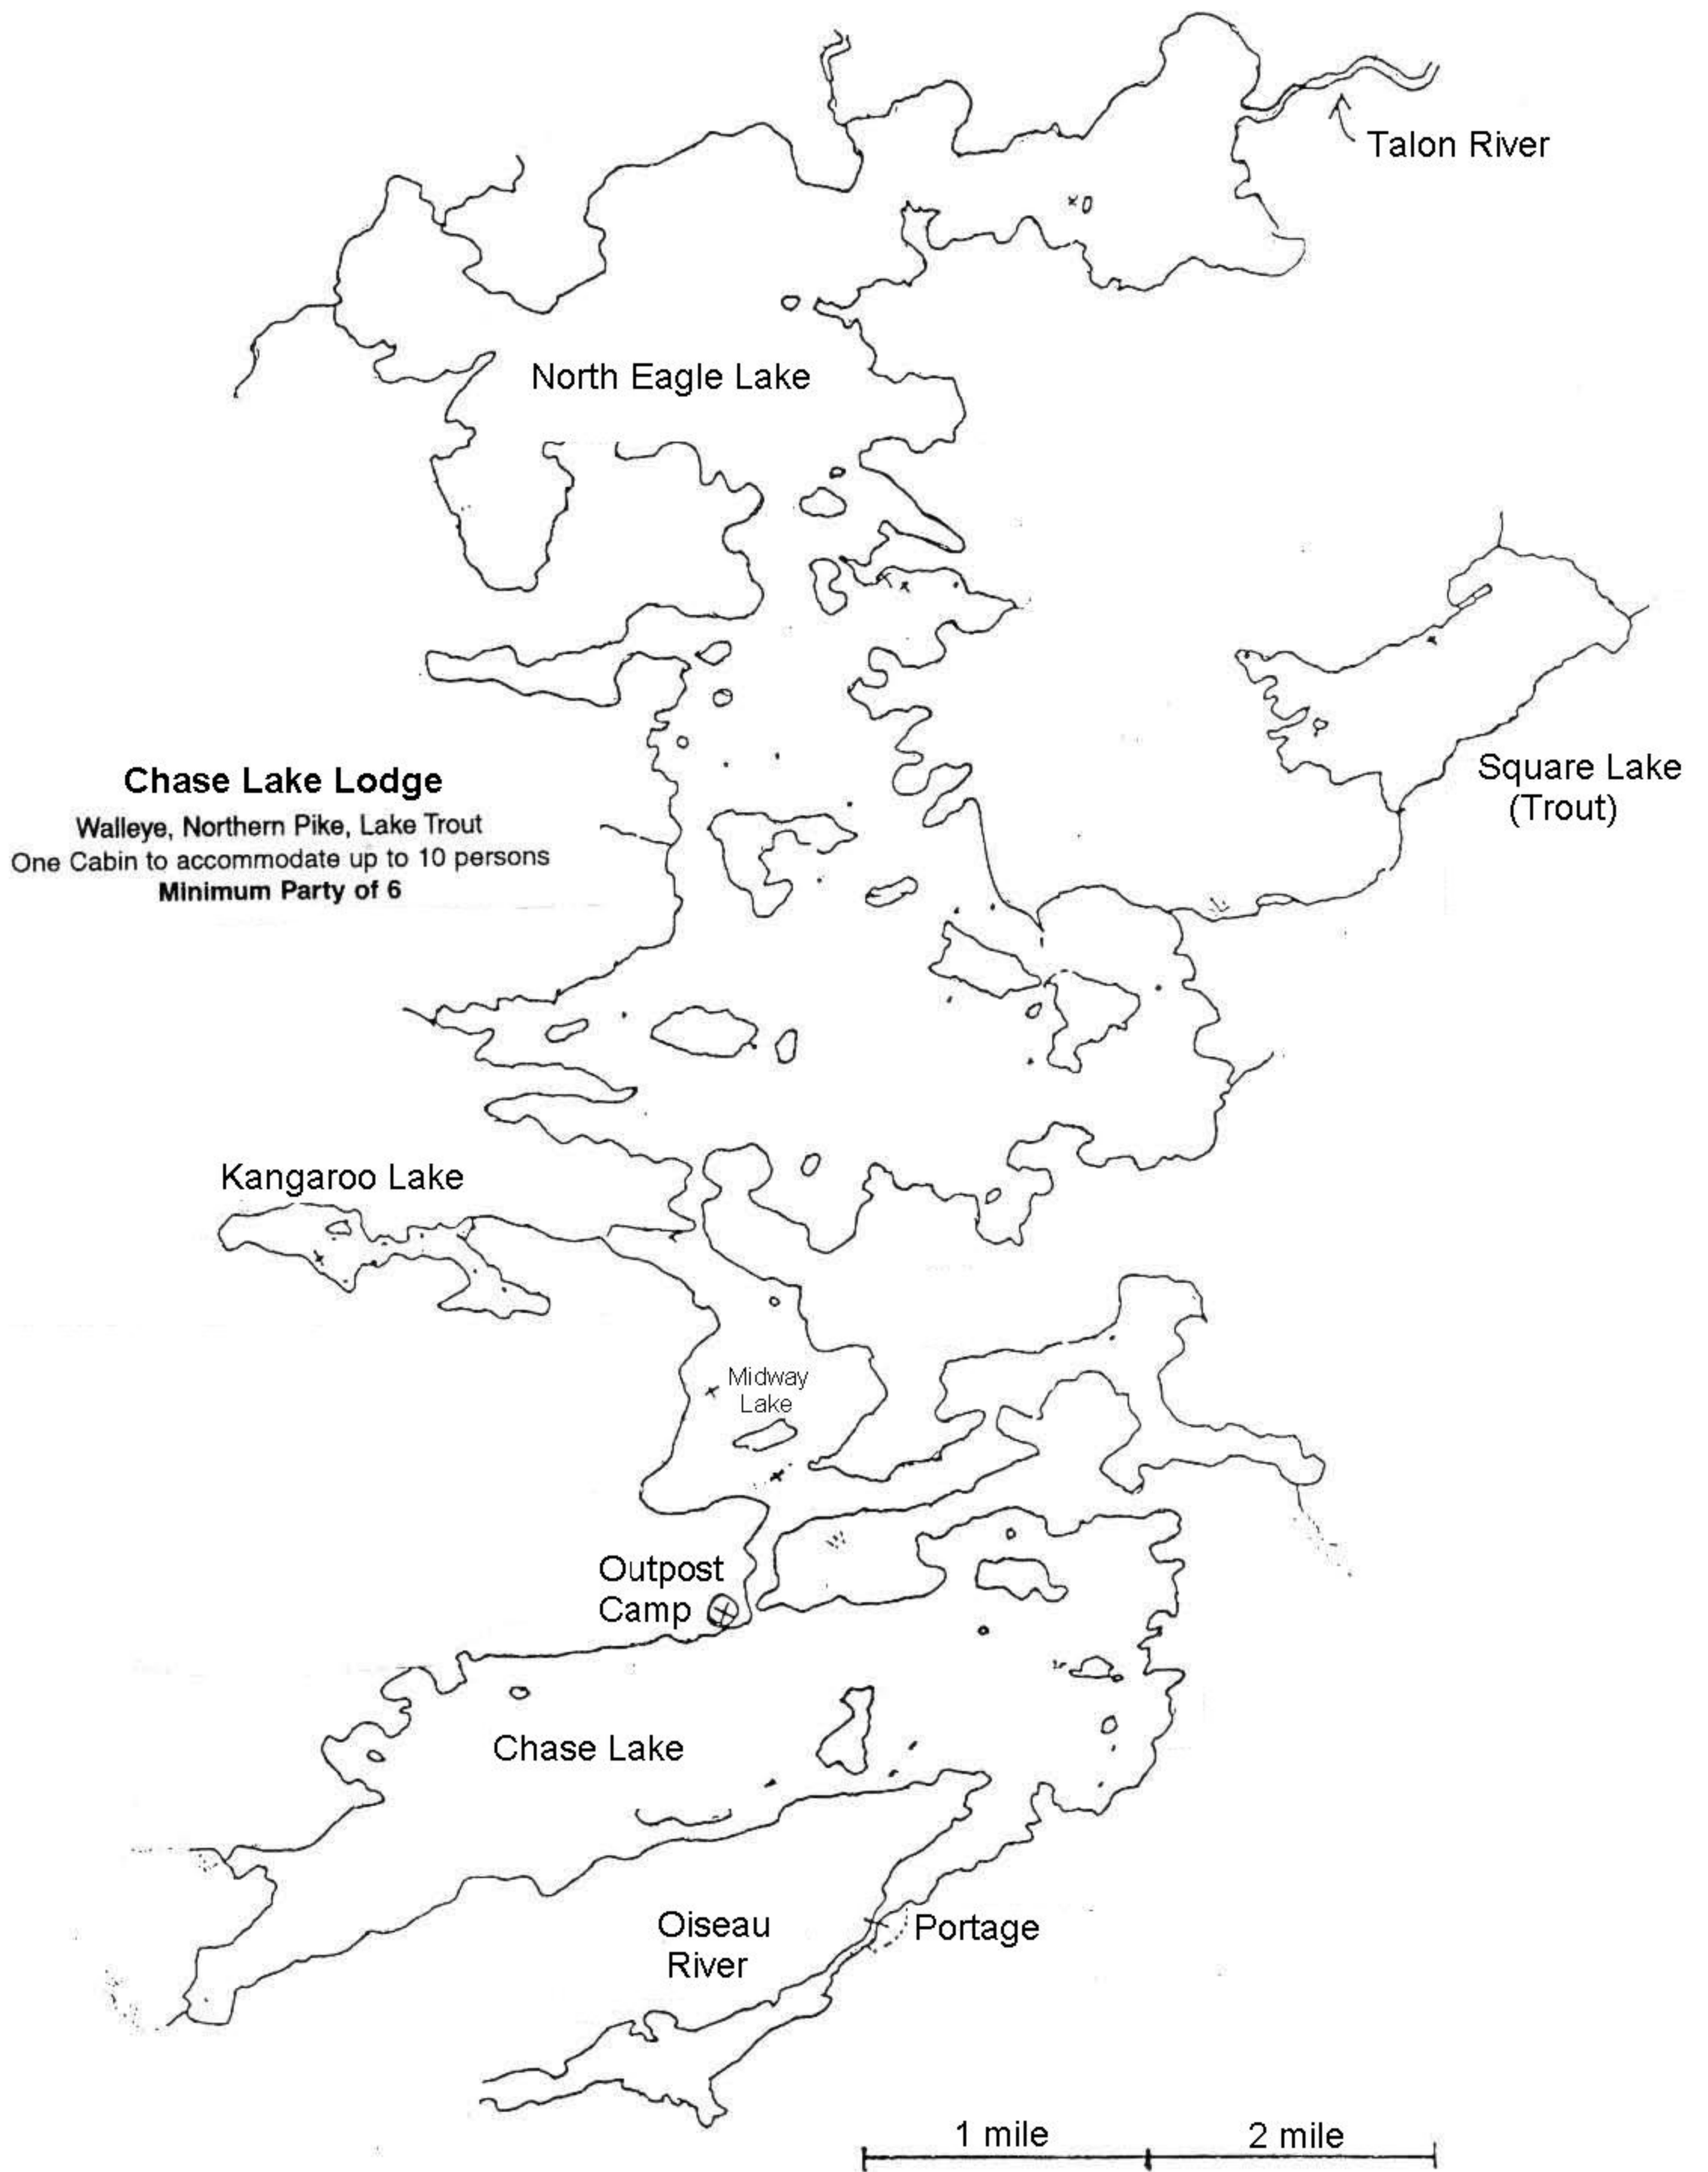 Talon River
North Eagle Lake
Square Lake
(Trout)
Chase Lake Lodge
Walleye, Northern Pike, Lake Trout
One Cabin to accommodate up to 10 persons
Minimum Party of 6
Kangaroo Lake
Midway
Lake
Outpost
Camp
Chase Lake
Oiseau
River
Portage
1 mile
2 mile